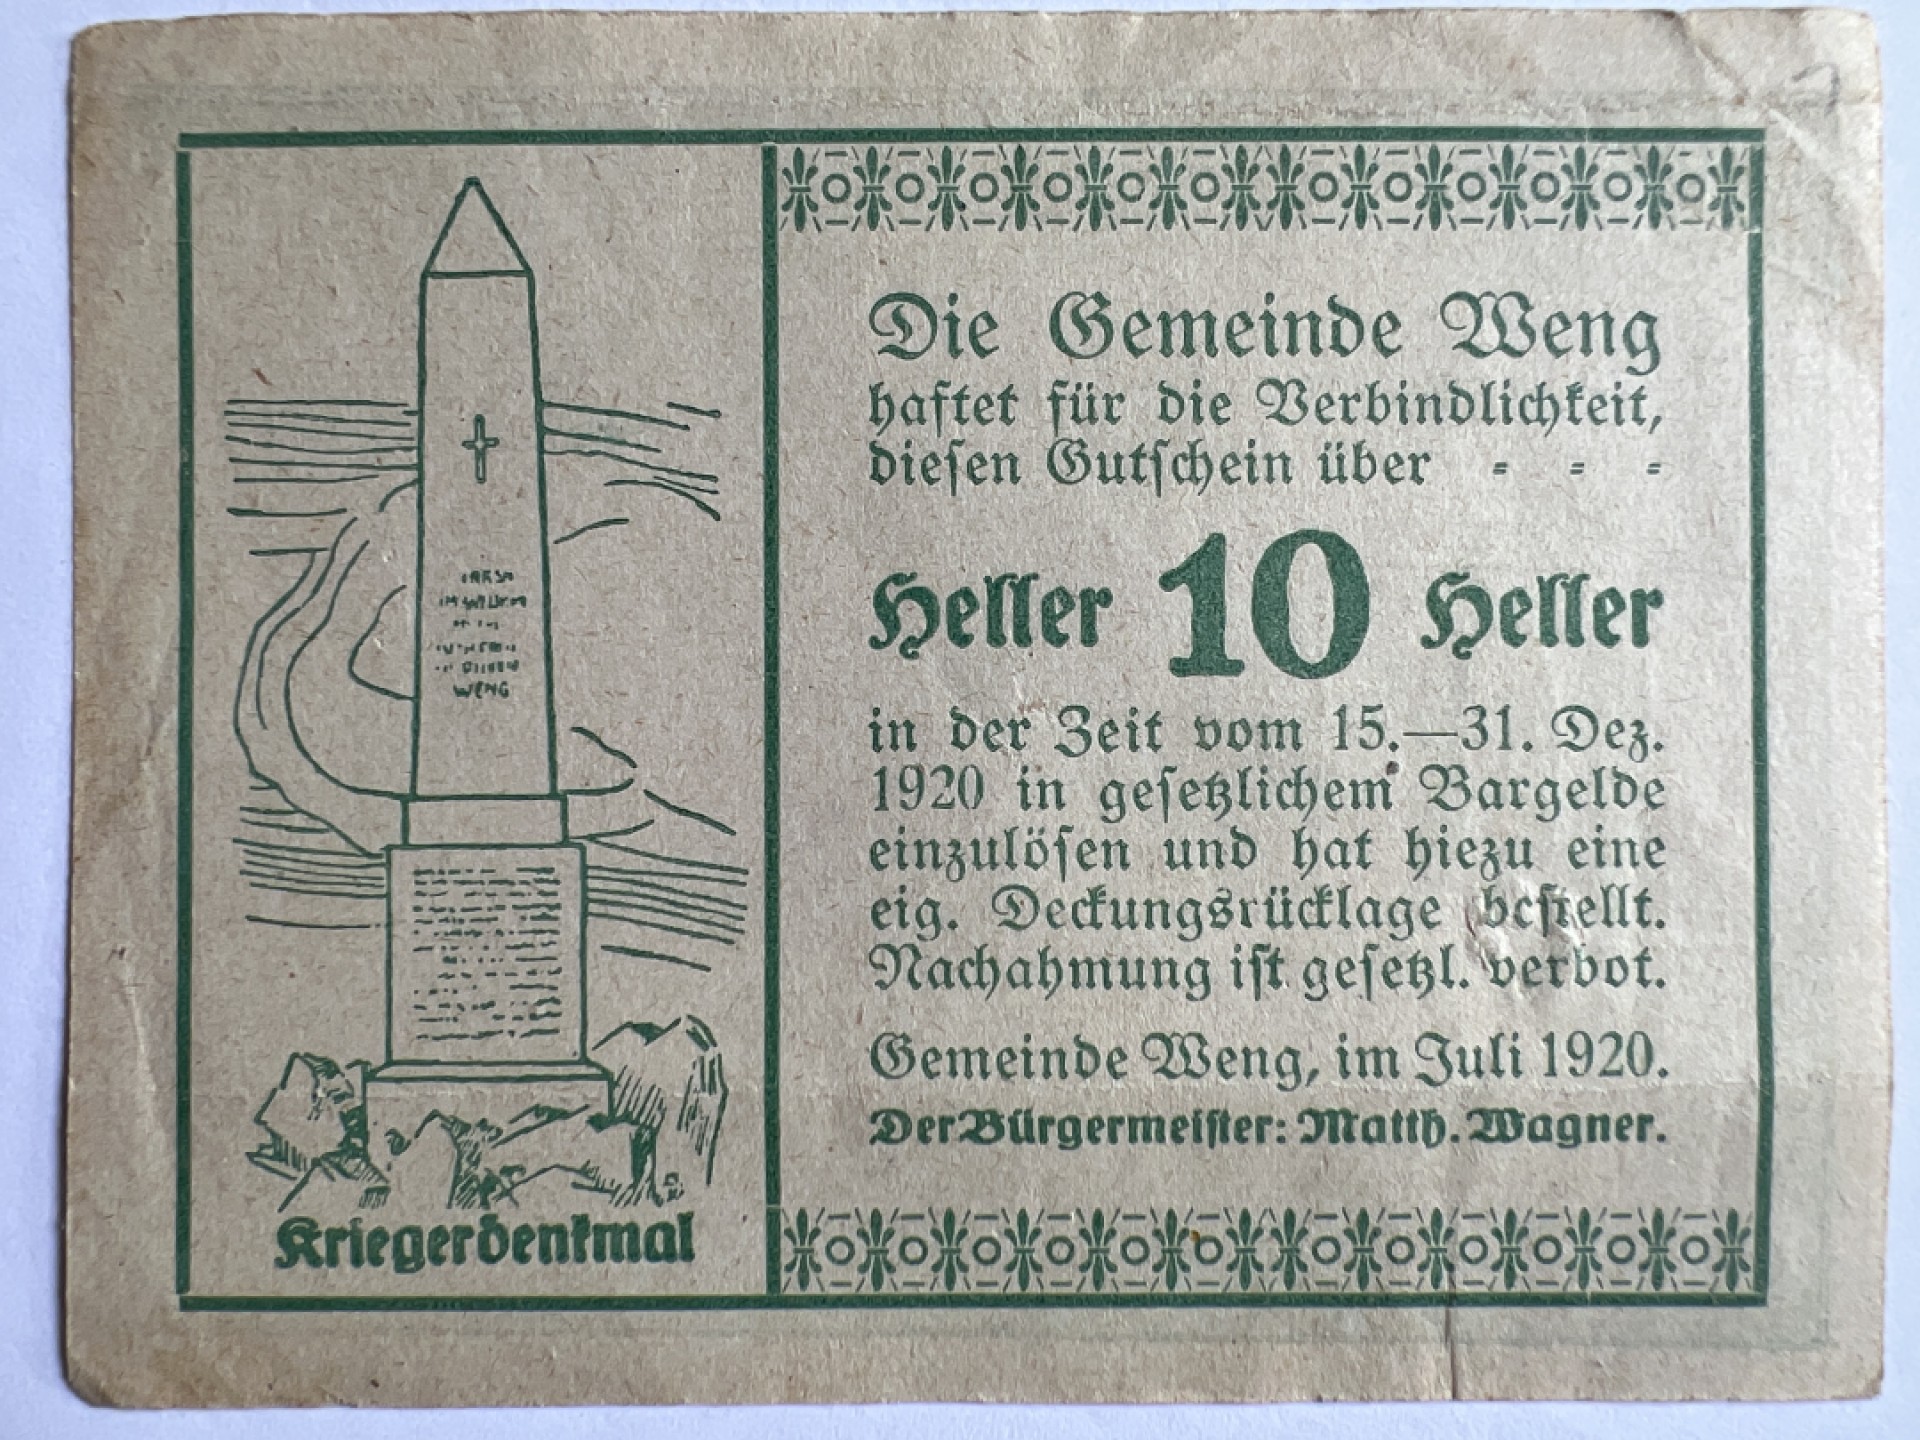 WENG
Kriegerdenkmal
Die Gemeinde Weng
haftet für die Verbindlichkeit,
diesen Gutschein über - - -
Heller 10 Heller
in der Zeit vom 15.—31. Dez.
1920 in gesetzlichem Bargelde
einzulösen und hat hiezu eine
eig. Deckungsrücklage bestellt.
Nachahmung ist gesetzl. verbot.
Gemeinde Weng, im Juli 1920.
Der Bürgermeister: Matth. Wagner.